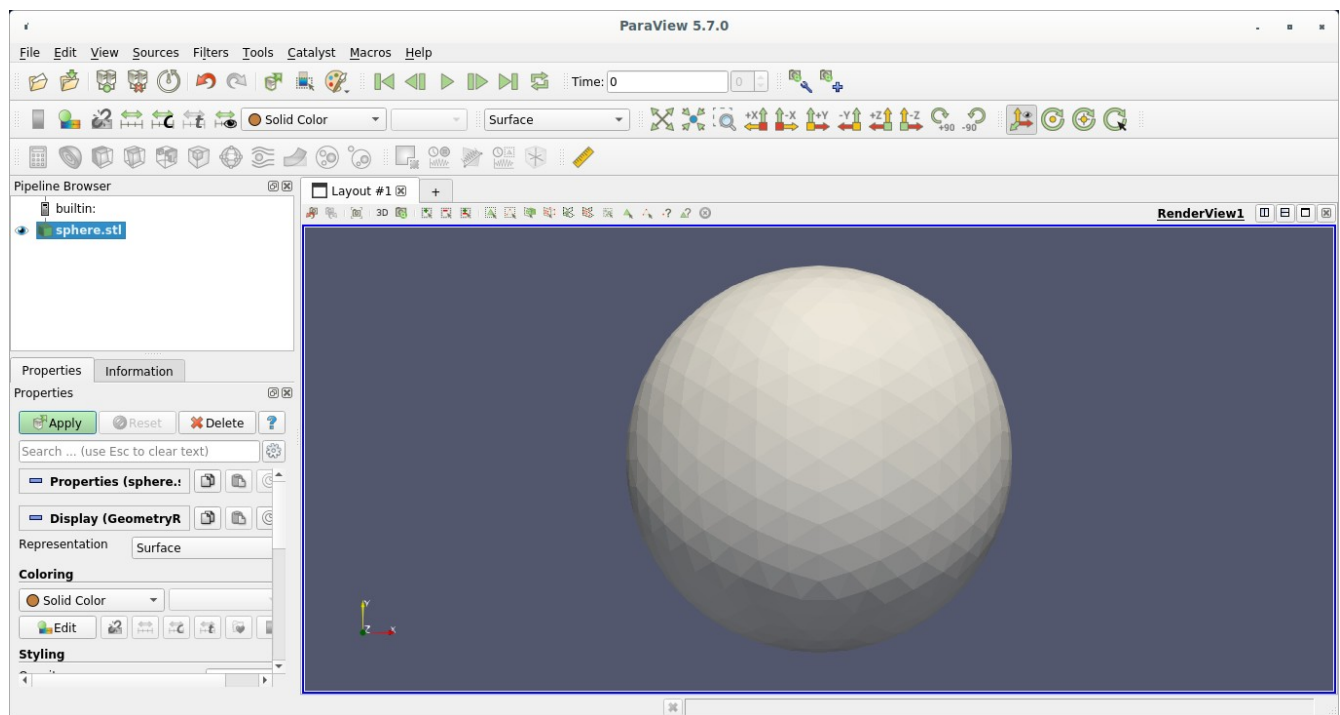 ParaView 5.7.0
File Edit View Sources Filters Tools Catalyst Macros Help
Time: 0 0
Solid Color Surface +X -X +Y -Y +Z -Z +90 -90
Pipeline Browser
Layout #1 +
builtin:
3D RenderView1
sphere.stl
Properties Information
Properties
Apply Reset Delete ?
Search ... (use Esc to clear text)
Properties (sphere.:
Display (GeometryR
Representation Surface
Coloring
Solid Color
Edit
Styling
Y
Z X